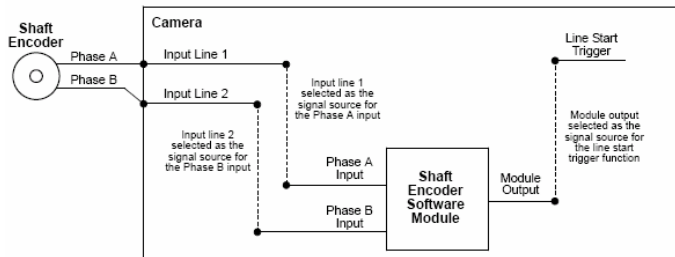 Camera
Shaft
Encoder
Phase A
Phase B
Input Line 1
Input Line 2
Input line 1
selected as the
signal source for
the Phase A input
Input line 2
selected as the
signal source for
the Phase B input
Phase A
Input
Phase B
Input
Shaft
Encoder
Software
Module
Module
Output
Line Start
Trigger
Module output
selected as the
signal source for
the line start
trigger function